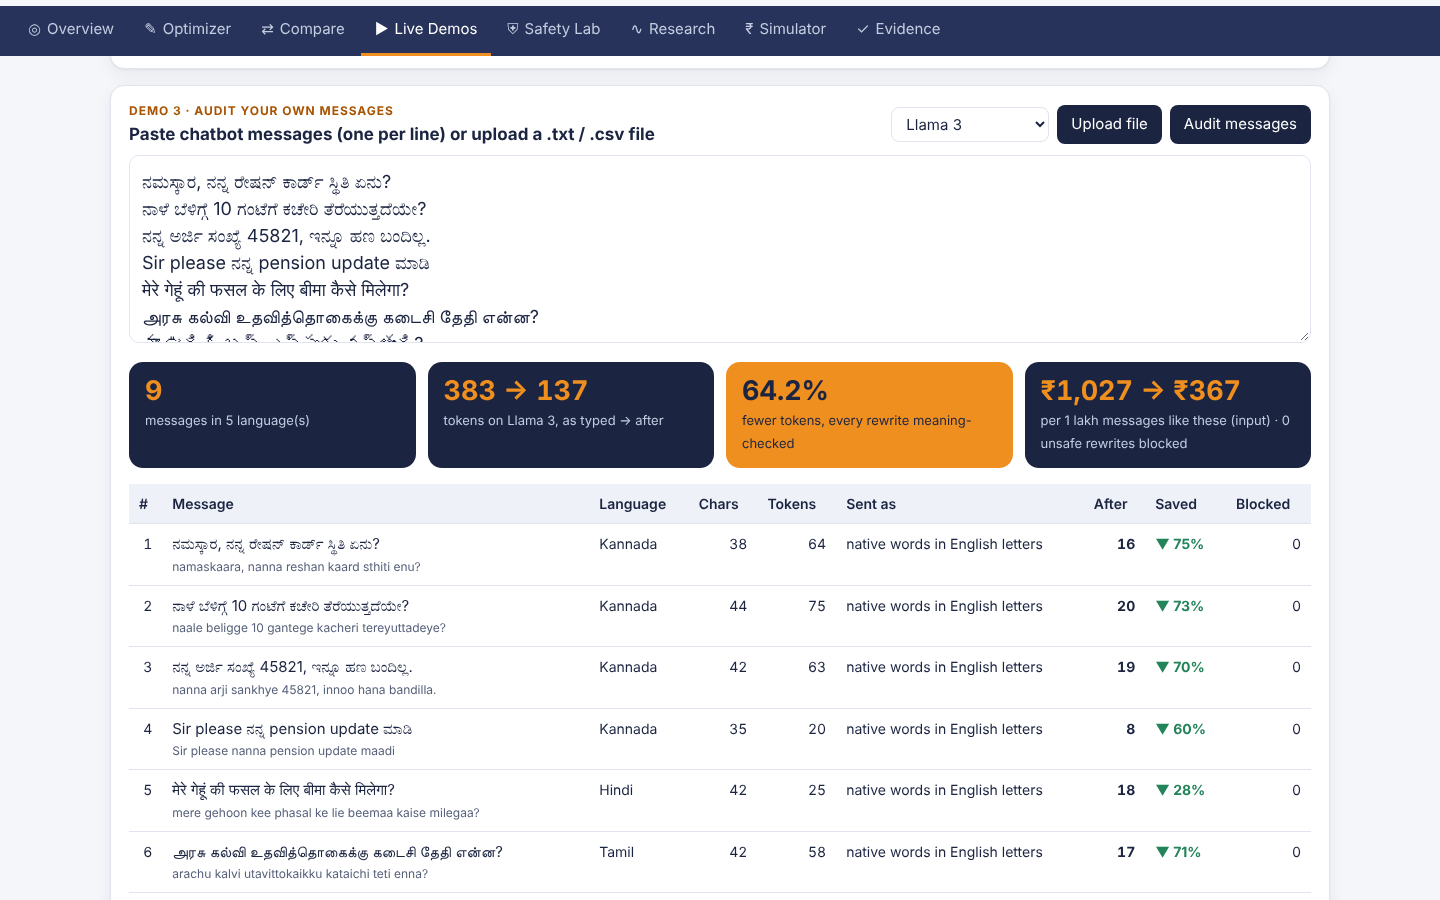 ◎ Overview ✎ Optimizer ⇄ Compare ▶ Live Demos ⛨ Safety Lab ∿ Research ₹ Simulator ✓ Evidence
DEMO 3 · AUDIT YOUR OWN MESSAGES
Paste chatbot messages (one per line) or upload a .txt / .csv file
Llama 3 Upload file Audit messages
ನಮಸ್ಕಾರ, ನನ್ನ ರೇಷನ್ ಕಾರ್ಡ್ ಸ್ಥಿತಿ ಏನು?
ನಾಳೆ ಬೆಳಿಗ್ಗೆ 10 ಗಂಟೆಗೆ ಕಚೇರಿ ತೆರೆಯುತ್ತದೆಯೇ?
ನನ್ನ ಅರ್ಜಿ ಸಂಖ್ಯೆ 45821, ಇನ್ನೂ ಹಣ ಬಂದಿಲ್ಲ.
Sir please ನನ್ನ pension update ಮಾಡಿ
मेरे गेहूं की फसल के लिए बीमा कैसे मिलेगा?
அரசு கல்வி உதவித்தொகைக்கு கடைசி தேதி என்ன?
9
messages in 5 language(s)
383 → 137
tokens on Llama 3, as typed → after
64.2%
fewer tokens, every rewrite meaning-
checked
₹1,027 → ₹367
per 1 lakh messages like these (input) · 0
unsafe rewrites blocked
# Message Language Chars Tokens Sent as After Saved Blocked
1 ನಮಸ್ಕಾರ, ನನ್ನ ರೇಷನ್ ಕಾರ್ಡ್ ಸ್ಥಿತಿ ಏನು? Kannada 38 64 native words in English letters 16 ▼ 75% 0
namaskaara, nanna reshan kaard sthiti enu?
2 ನಾಳೆ ಬೆಳಿಗ್ಗೆ 10 ಗಂಟೆಗೆ ಕಚೇರಿ ತೆರೆಯುತ್ತದೆಯೇ? Kannada 44 75 native words in English letters 20 ▼ 73% 0
naale beligge 10 gantege kacheri tereyuttadeye?
3 ನನ್ನ ಅರ್ಜಿ ಸಂಖ್ಯೆ 45821, ಇನ್ನೂ ಹಣ ಬಂದಿಲ್ಲ. Kannada 42 63 native words in English letters 19 ▼ 70% 0
nanna arji sankhye 45821, innoo hana bandilla.
4 Sir please ನನ್ನ pension update ಮಾಡಿ Kannada 35 20 native words in English letters 8 ▼ 60% 0
Sir please nanna pension update maadi
5 मेरे गेहूं की फसल के लिए बीमा कैसे मिलेगा? Hindi 42 25 native words in English letters 18 ▼ 28% 0
mere gehoon kee phasal ke lie beemaa kaise milegaa?
6 அரசு கல்வி உதவித்தொகைக்கு கடைசி தேதி என்ன? Tamil 42 58 native words in English letters 17 ▼ 71% 0
arachu kalvi utavittokaikku kataichi teti enna?